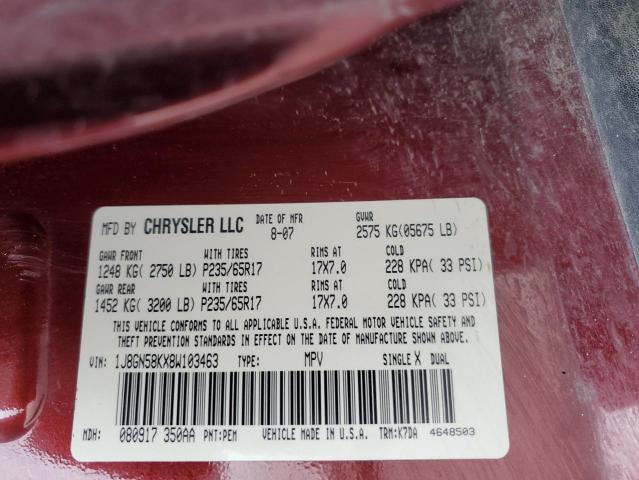 MFD BY CHRYSLER LLC DATE OF MFR GVWR
8-07 2575 KG(05675 LB)
GAWR FRONT WITH TIRES RIMS AT COLD
1248 KG( 2750 LB) P235/65R17 17X7.0 228 KPA( 33 PSI)
GAWR REAR WITH TIRES RIMS AT COLD
1452 KG( 3200 LB) P235/65R17 17X7.0 228 KPA( 33 PSI)
THIS VEHICLE CONFORMS TO ALL APPLICABLE U.S.A. FEDERAL MOTOR VEHICLE SAFETY AND
THEFT PREVENTION STANDARDS IN EFFECT ON THE DATE OF MANUFACTURE SHOWN ABOVE.
VIN: 1J8GN58KX8W103463 TYPE: MPV SINGLE X DUAL
MDH: 080917 350AA PNT:PEM VEHICLE MADE IN U.S.A. TRM:K7DA 4648503